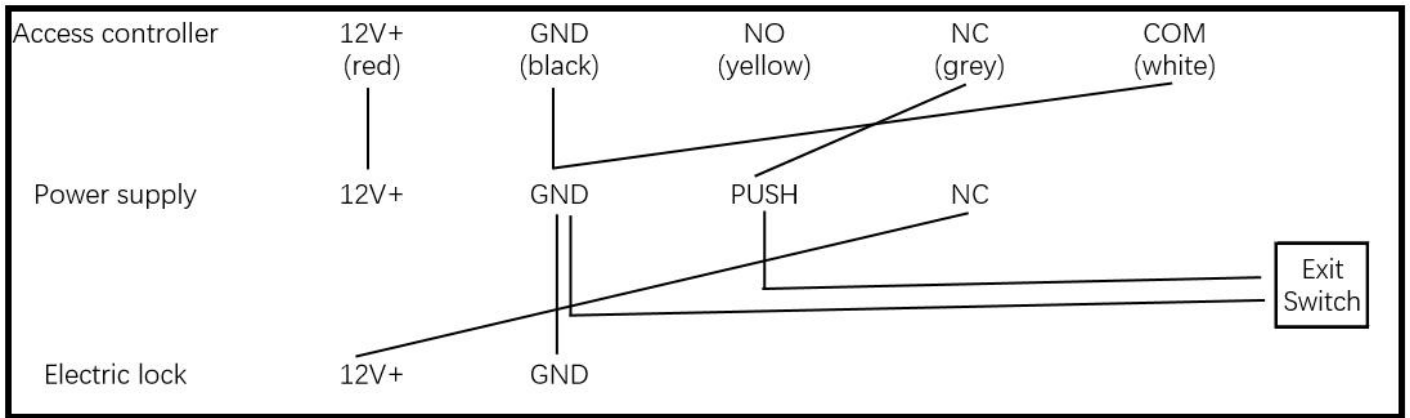 Access controller 12V+ GND NO NC COM
(red) (black) (yellow) (grey) (white)
Power supply 12V+ GND PUSH NC
Exit
Switch
Electric lock 12V+ GND